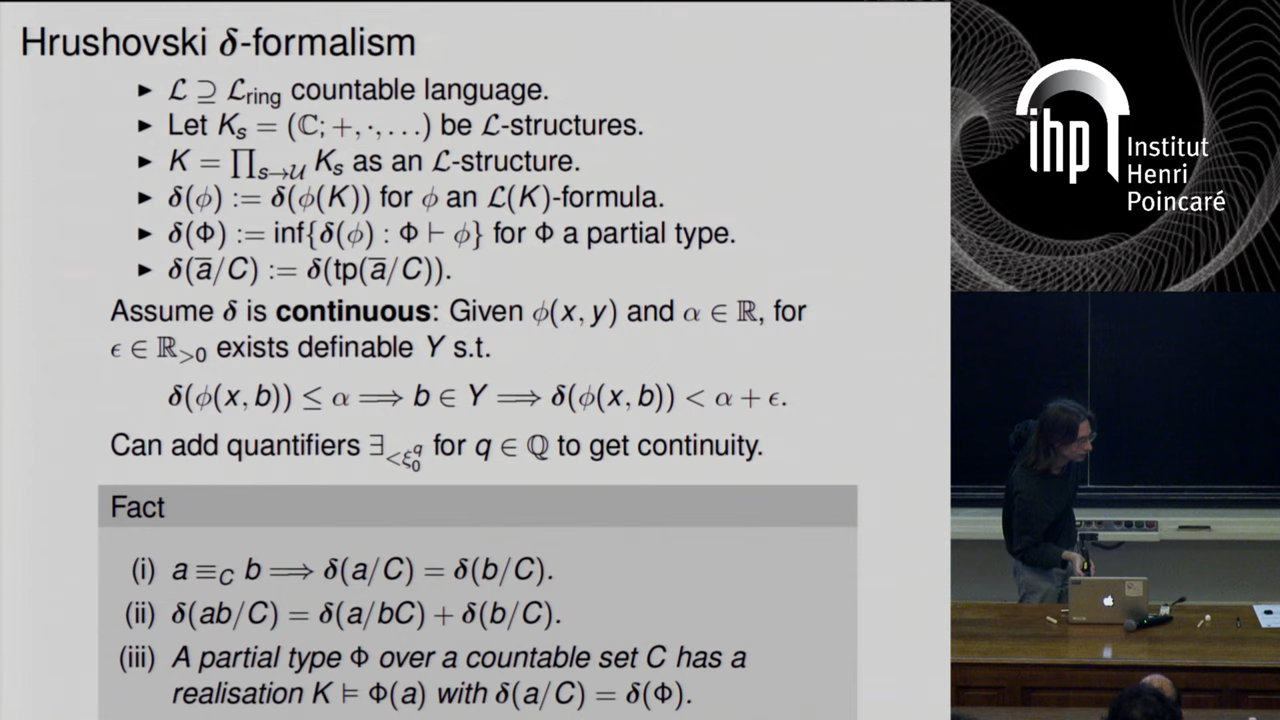 Hrushovski δ-formalism
► ℒ ⊇ ℒ_ring countable language.
► Let K_s = (ℂ; +, ·, …) be ℒ-structures.
► K = ∏_{s→𝒰} K_s as an ℒ-structure.
► δ(ϕ) := δ(ϕ(K)) for ϕ an ℒ(K)-formula.
► δ(Φ) := inf{δ(ϕ) : Φ ⊢ ϕ} for Φ a partial type.
► δ(a̅/C) := δ(tp(a̅/C)).
Assume δ is continuous: Given ϕ(x, y) and α ∈ ℝ, for
ϵ ∈ ℝ_{>0} exists definable Y s.t.
δ(ϕ(x, b)) ≤ α ⟹ b ∈ Y ⟹ δ(ϕ(x, b)) < α + ϵ.
Can add quantifiers ∃_{<ξ_0^q} for q ∈ ℚ to get continuity.
Fact
(i) a ≡_C b ⟹ δ(a/C) = δ(b/C).
(ii) δ(ab/C) = δ(a/bC) + δ(b/C).
(iii) A partial type Φ over a countable set C has a
realisation K ⊨ Φ(a) with δ(a/C) = δ(Φ).
ihp
Institut
Henri
Poincaré